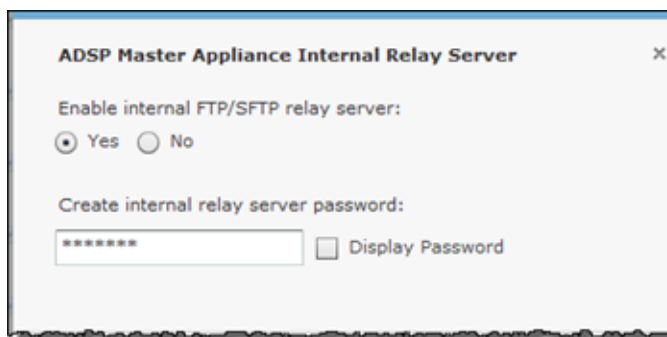 ADSP Master Appliance Internal Relay Server
Enable internal FTP/SFTP relay server:
Yes No
Create internal relay server password:
******* Display Password